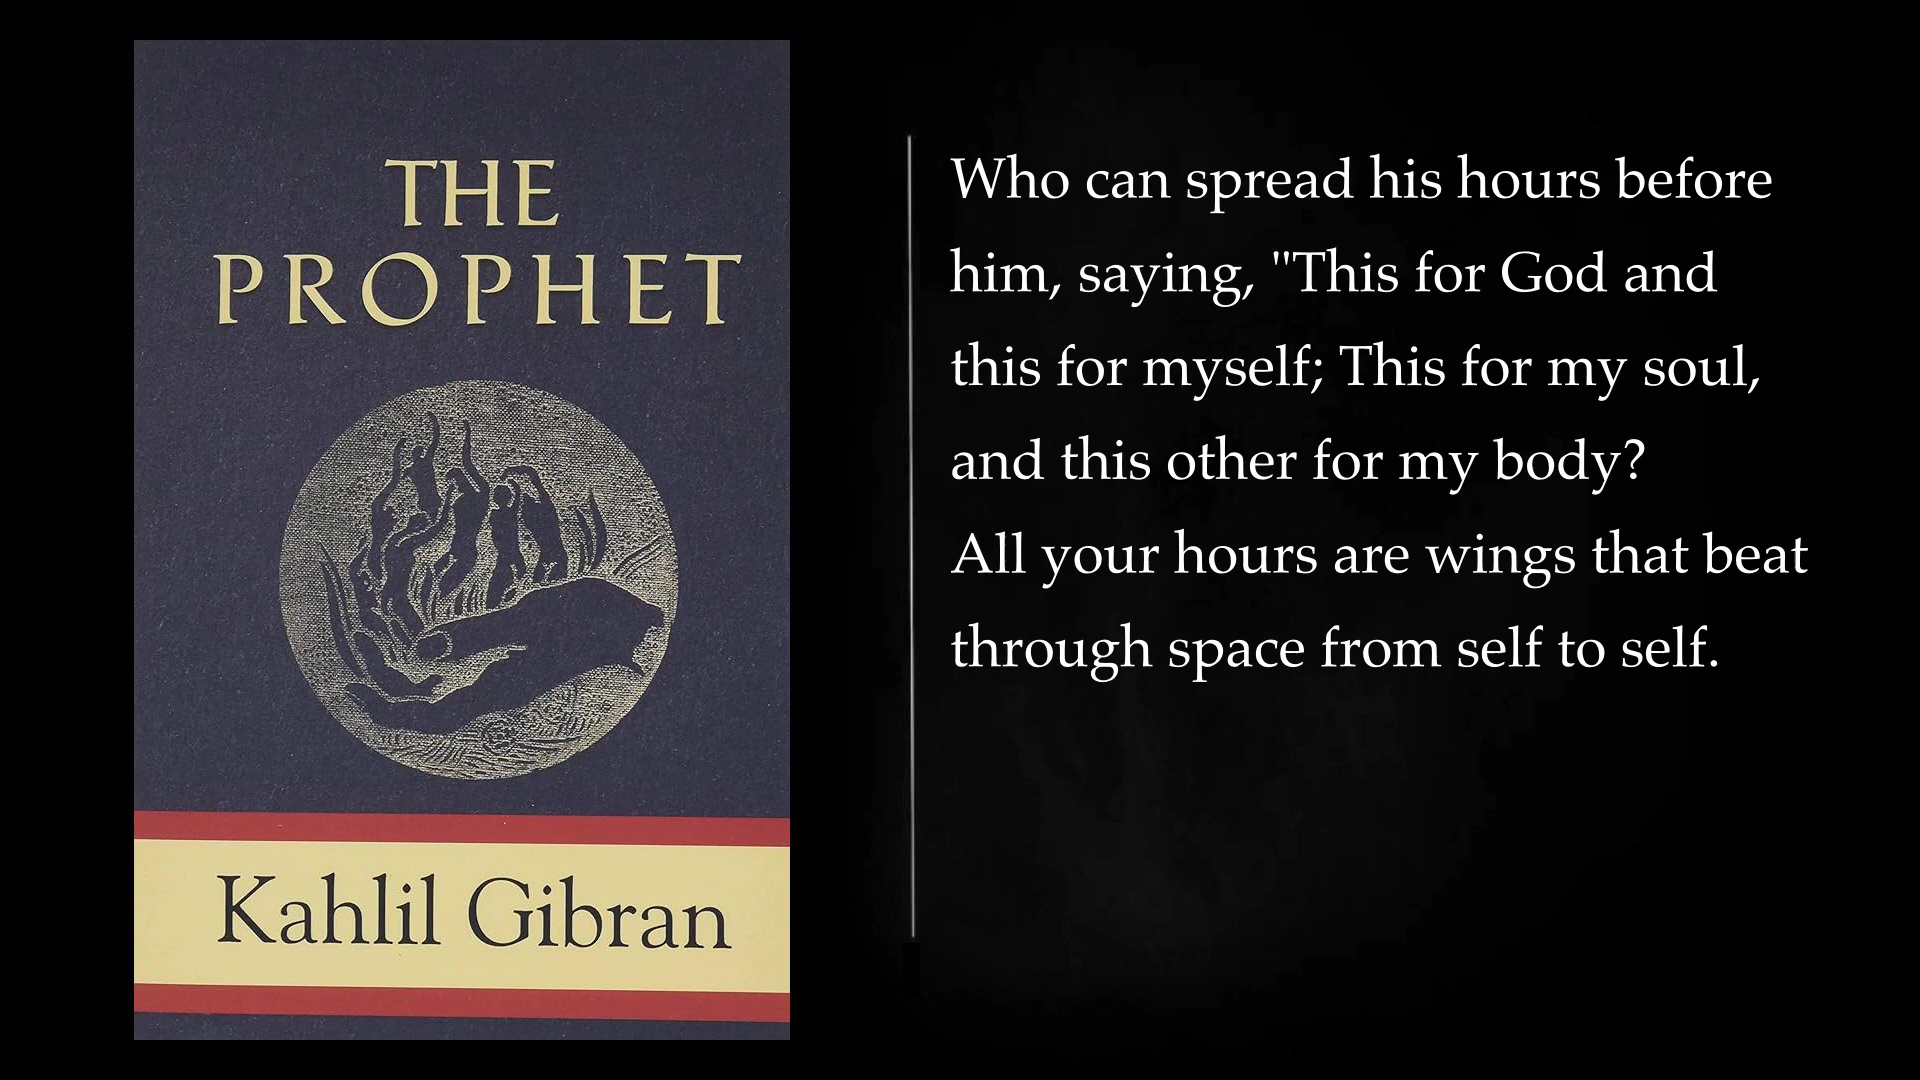 THE
PROPHET
Kahlil Gibran
Who can spread his hours before
him, saying, "This for God and
this for myself; This for my soul,
and this other for my body?
All your hours are wings that beat
through space from self to self.